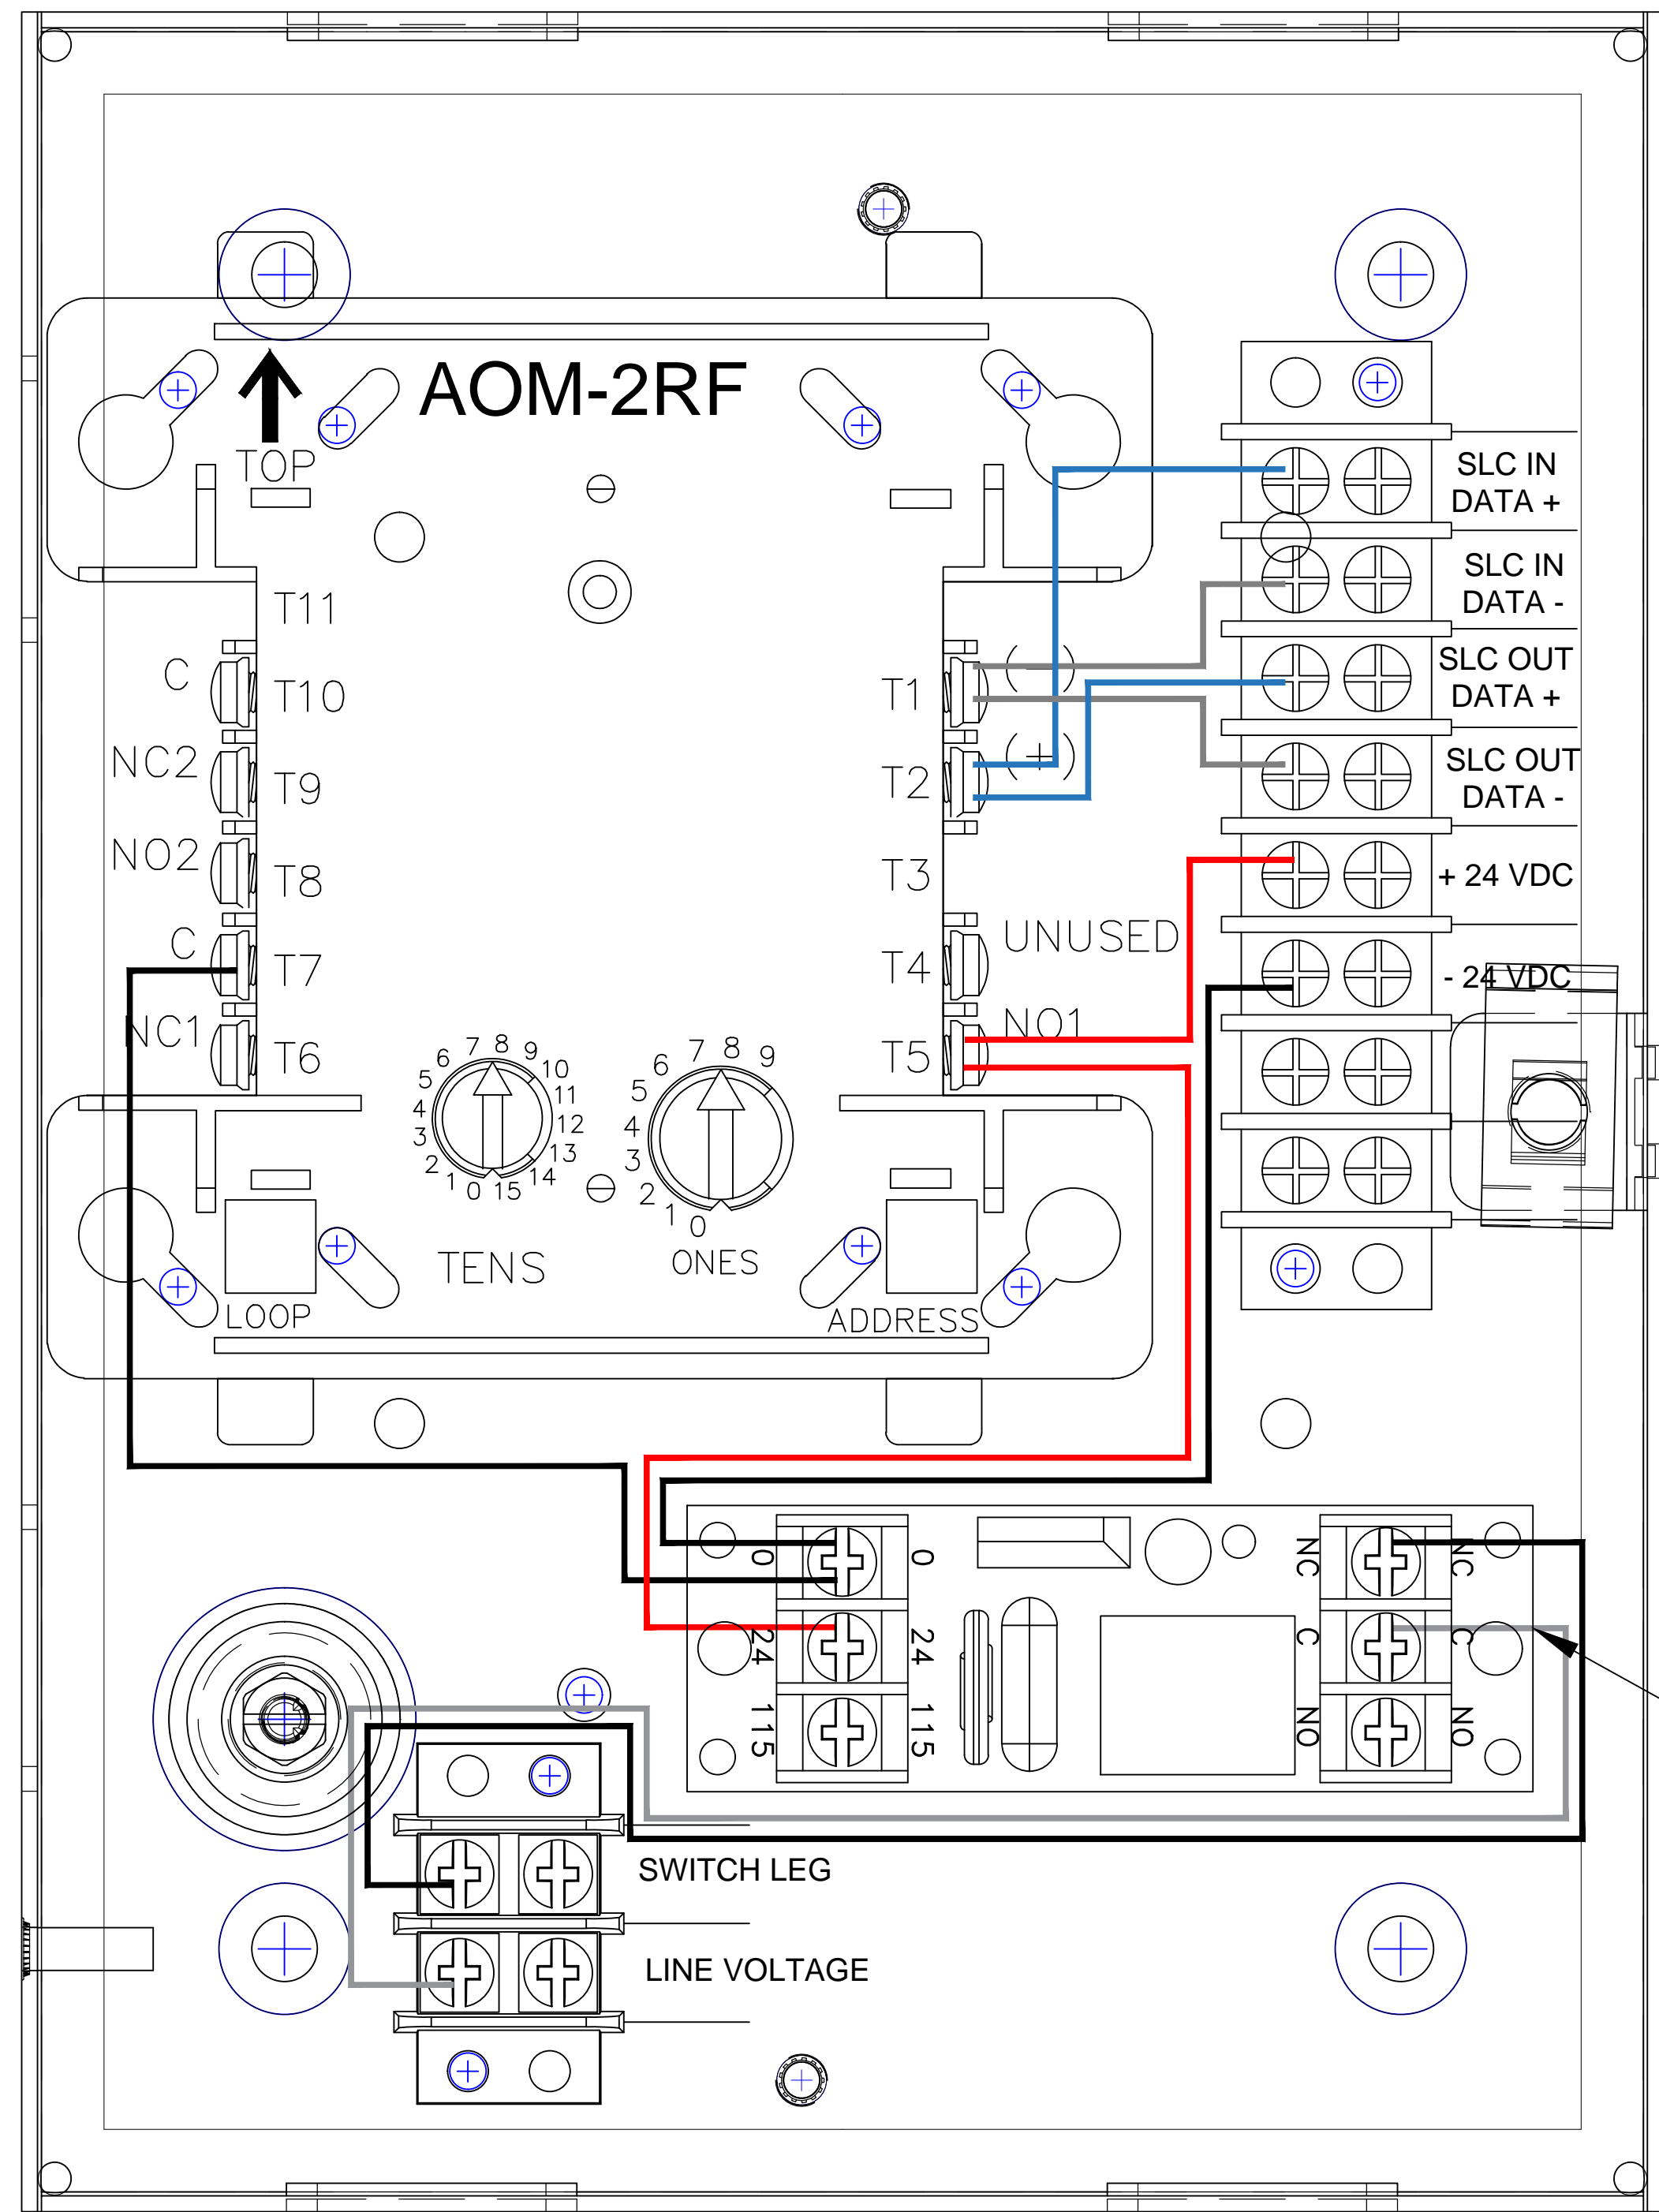 AOM-2RF
TOP
SLC IN
DATA +
SLC IN
DATA -
SLC OUT
DATA +
SLC OUT
DATA -
+ 24 VDC
- 24 VDC
T11
C
T10
NC2
T9
NO2
T8
C
T7
NC1
T6
T1
(-)
T2
(+)
T3
T4
UNUSED
T5
NO1
0 1 2 3 4 5 6 7 8 9 10 11 12 13 14 15
TENS
0 1 2 3 4 5 6 7 8 9
ONES
LOOP
ADDRESS
0 0
24 24
115 115
NC NC
C C
NO NO
SWITCH LEG
LINE VOLTAGE